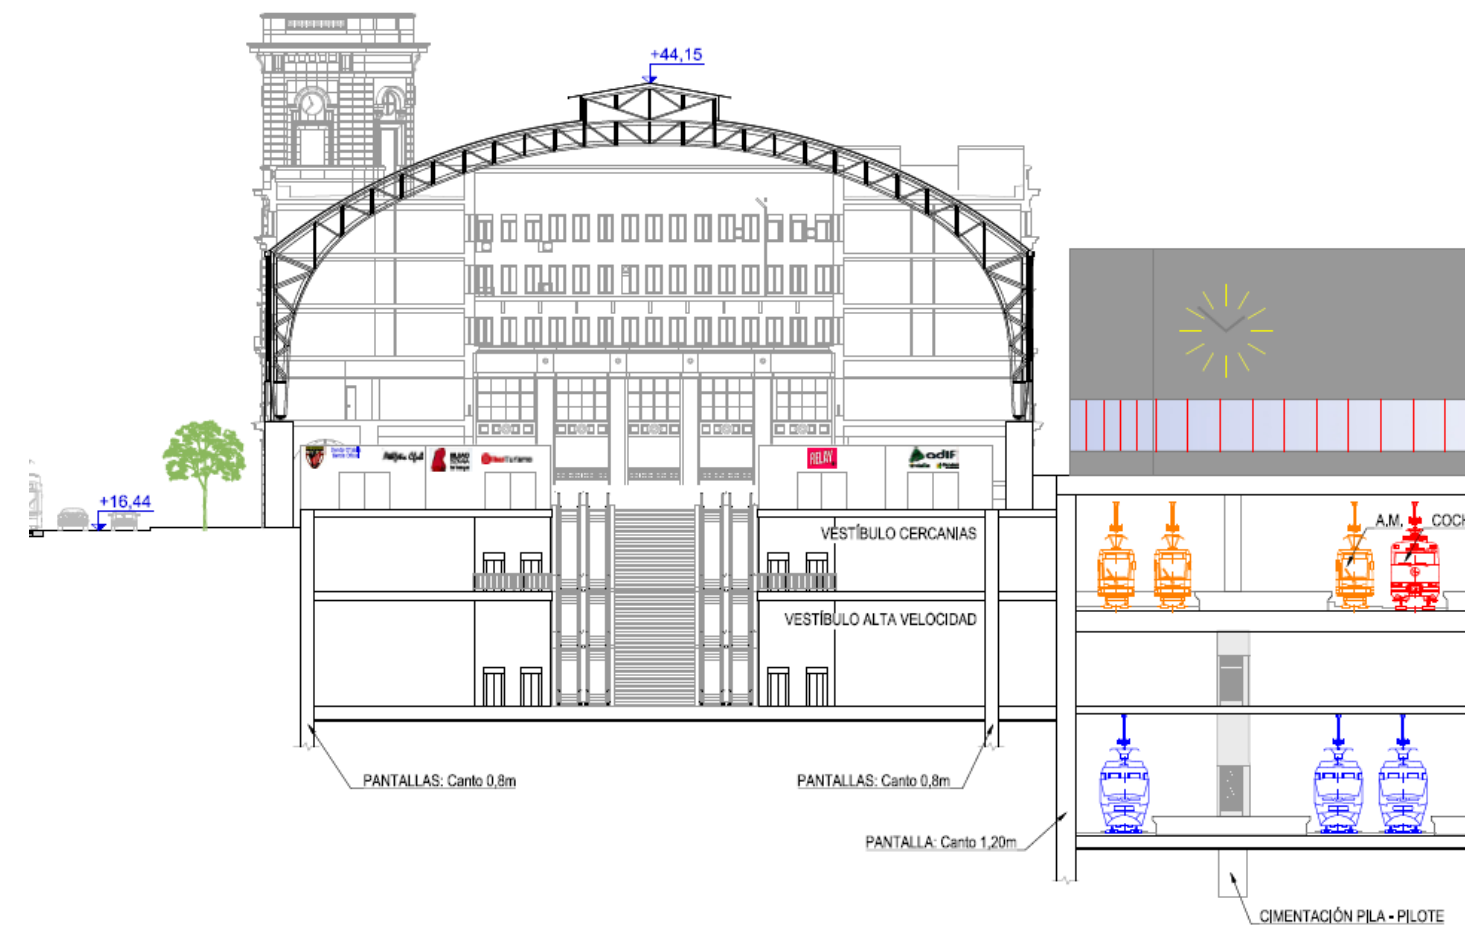 +44,15
+16,44
BILBAO
RELAY
adif
A.M.
COCH
VESTÍBULO CERCANIAS
VESTÍBULO ALTA VELOCIDAD
PANTALLAS: Canto 0,8m
PANTALLAS: Canto 0,8m
PANTALLA: Canto 1,20m
CIMENTACIÓN PILA - PILOTE